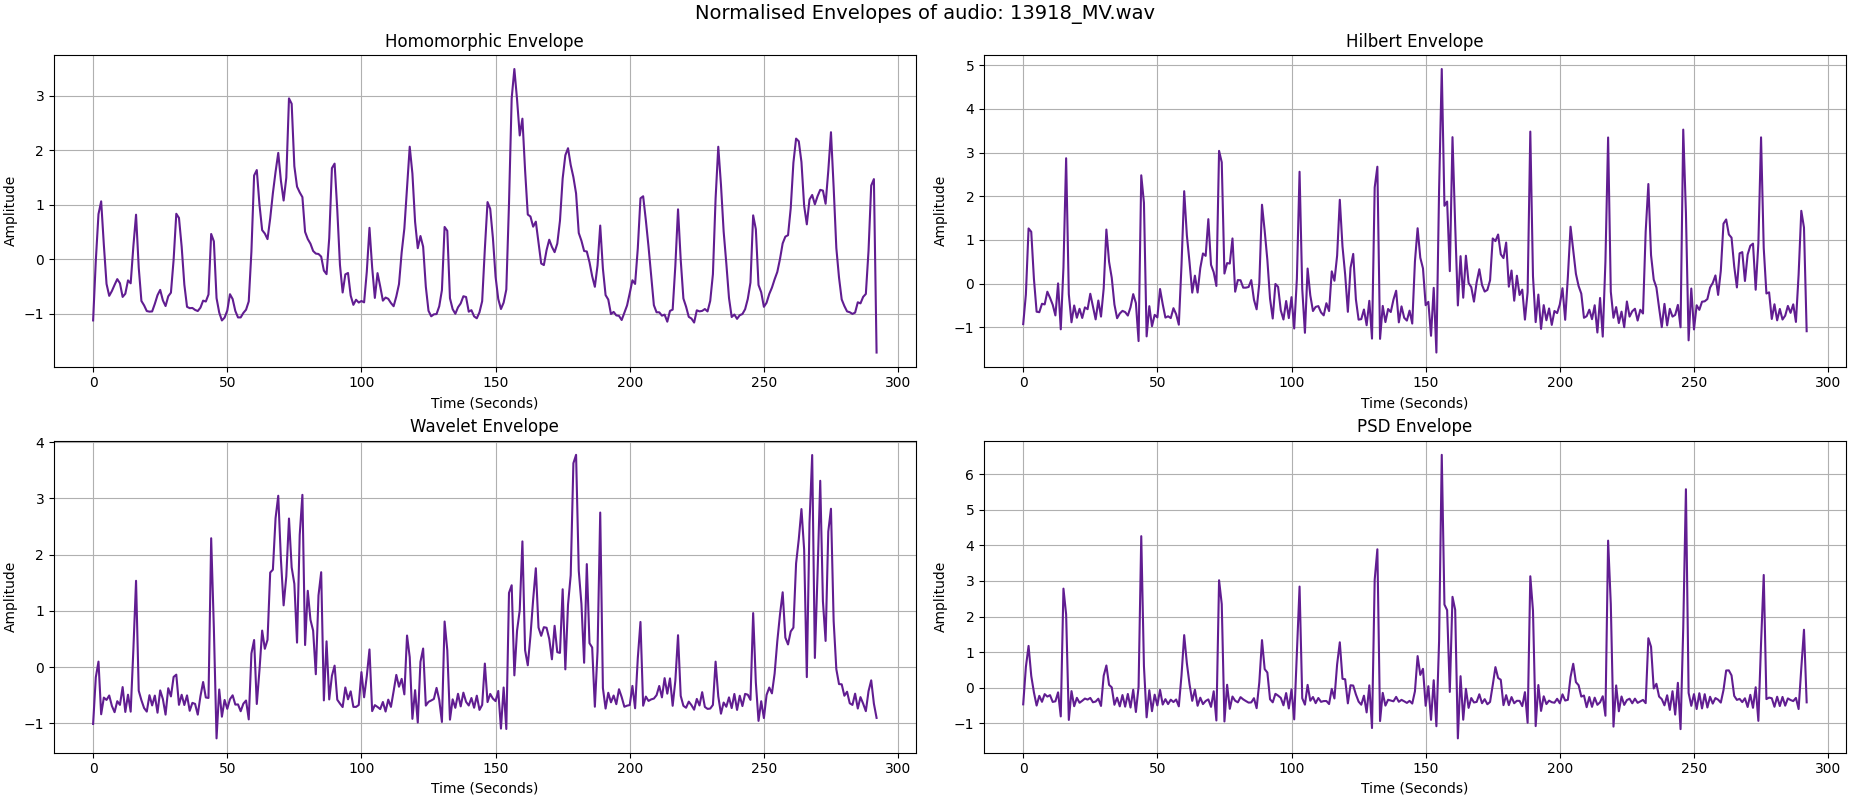 Normalised Envelopes of audio: 13918_MV.wav
Homomorphic Envelope
Amplitude
3
2
1
0
−1
0 50 100 150 200 250 300
Time (Seconds)
Hilbert Envelope
Amplitude
5
4
3
2
1
0
−1
0 50 100 150 200 250 300
Time (Seconds)
Wavelet Envelope
Amplitude
4
3
2
1
0
−1
0 50 100 150 200 250 300
Time (Seconds)
PSD Envelope
Amplitude
6
5
4
3
2
1
0
−1
0 50 100 150 200 250 300
Time (Seconds)